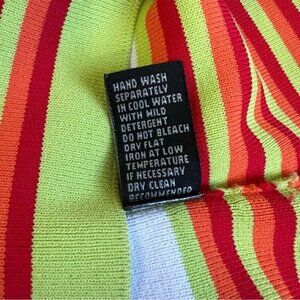 HAND WASH
SEPARATELY
IN COOL WATER
WITH MILD
DETERGENT
DO NOT BLEACH
DRY FLAT
IRON AT LOW
TEMPERATURE
IF NECESSARY
DRY CLEAN
RECOMMENDED